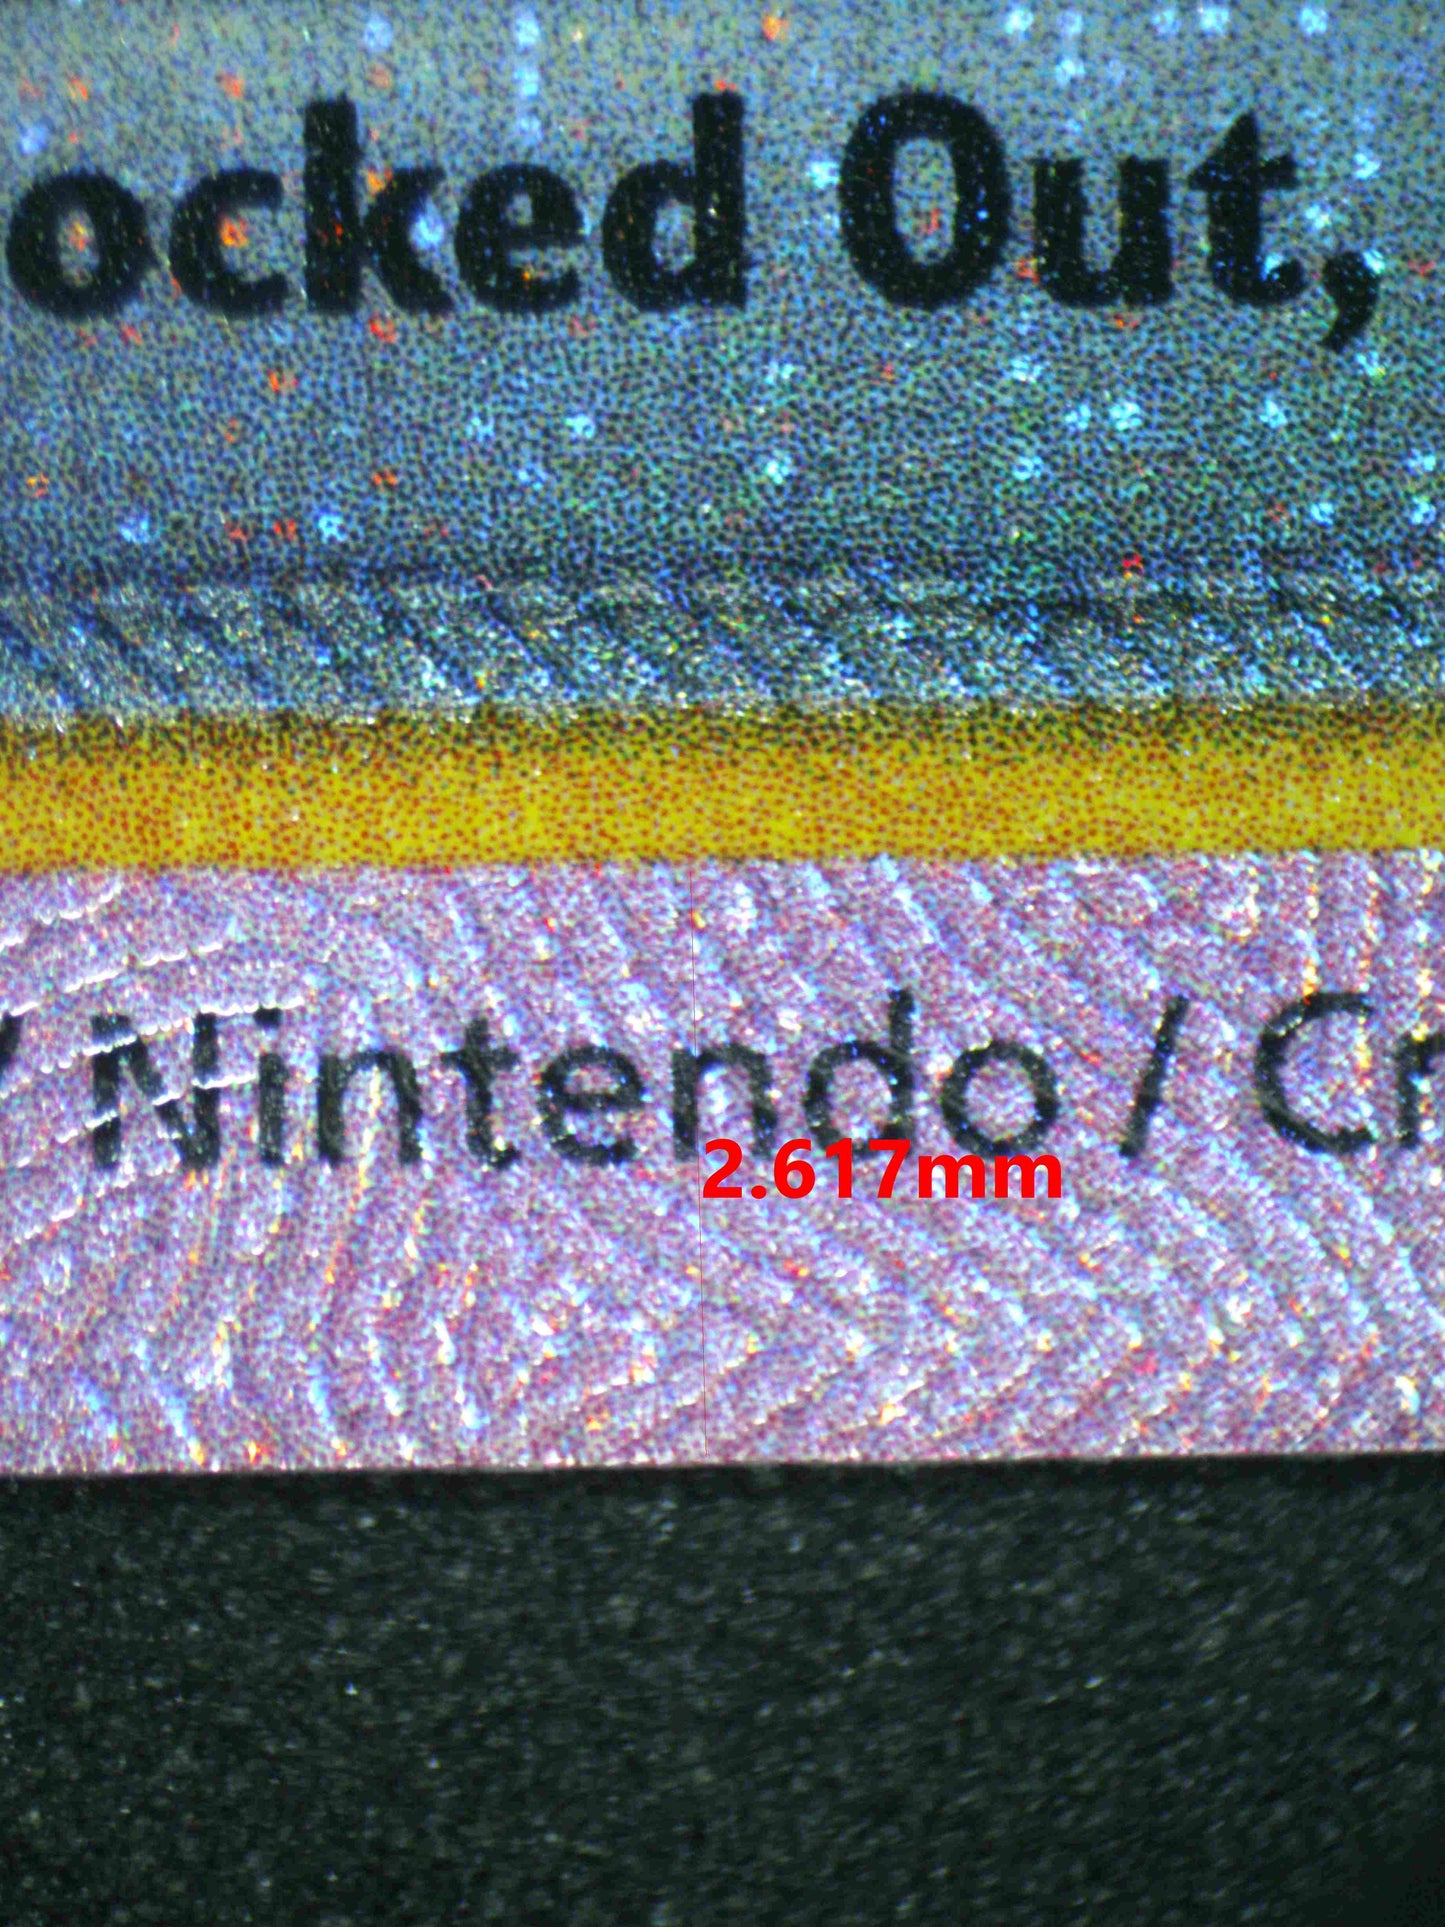 ocked Out,
/ Nintendo / Cr
2.617mm